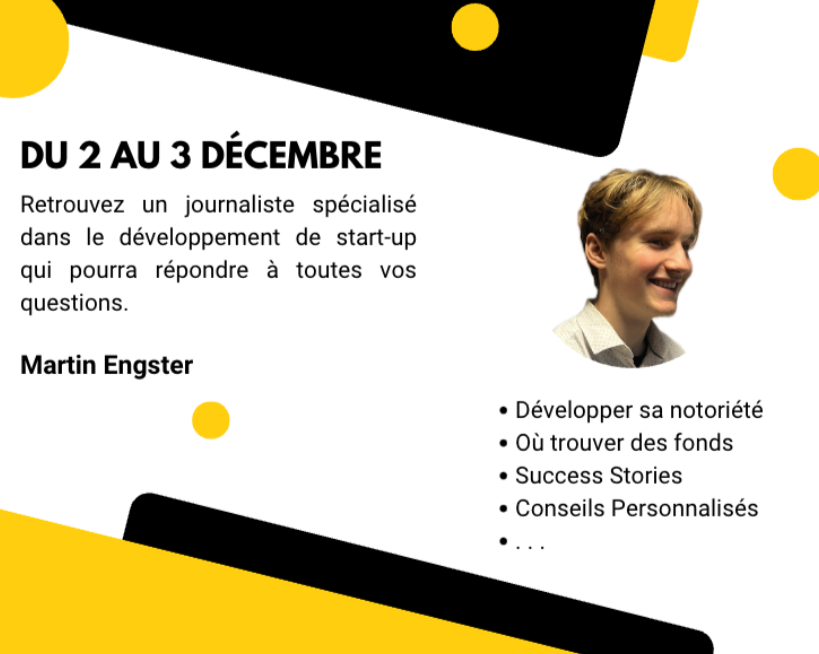 DU 2 AU 3 DÉCEMBRE
Retrouvez un journaliste spécialisé
dans le développement de start-up
qui pourra répondre à toutes vos
questions.
Martin Engster
• Développer sa notoriété
• Où trouver des fonds
• Success Stories
• Conseils Personnalisés
• . . .